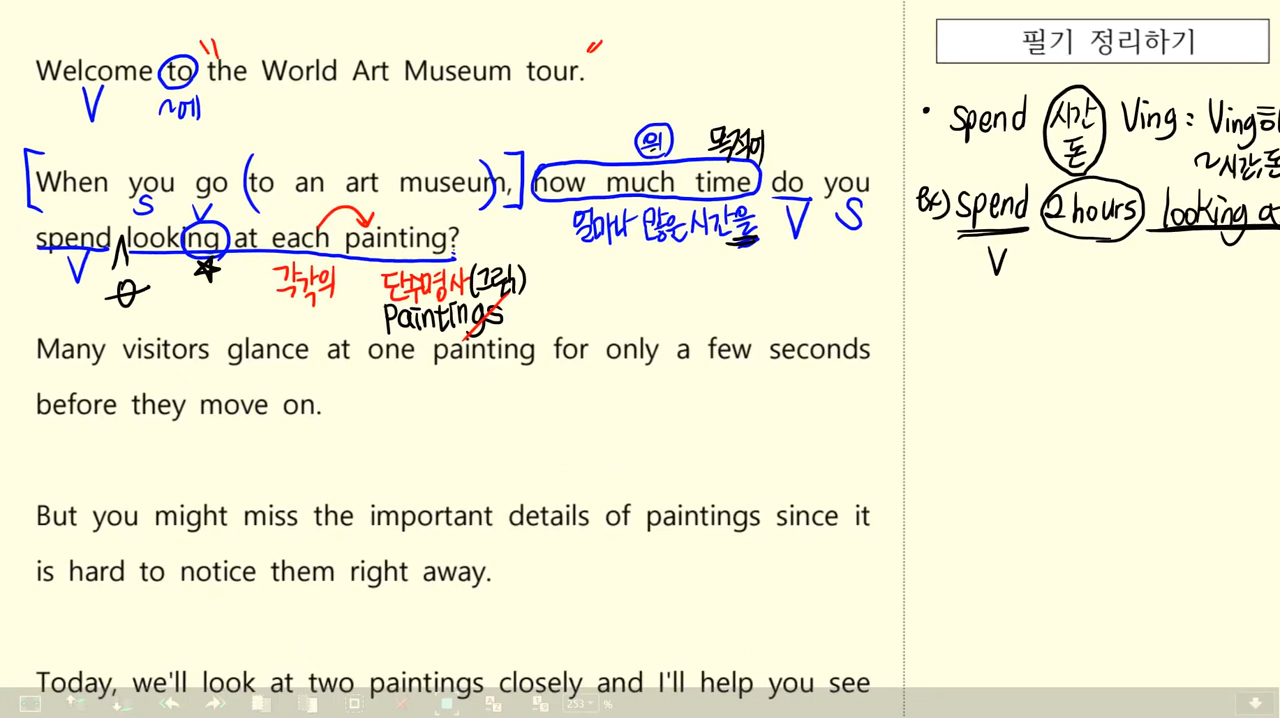 Welcome to "the World Art Museum tour."
V ~에
의 목적어
[When you go (to an art museum,)] how much time do you
S V 얼마나 많은 시간을 V S
spend looking at each painting?
V 각각의 단수명사(그림)
paintings
Many visitors glance at one painting for only a few seconds
before they move on.
But you might miss the important details of paintings since it
is hard to notice them right away.
Today, we'll look at two paintings closely and I'll help you see
253 %
필기 정리하기
• spend 시간 돈 Ving : Ving하
~시간, 돈
ex) spend 2 hours looking a
V